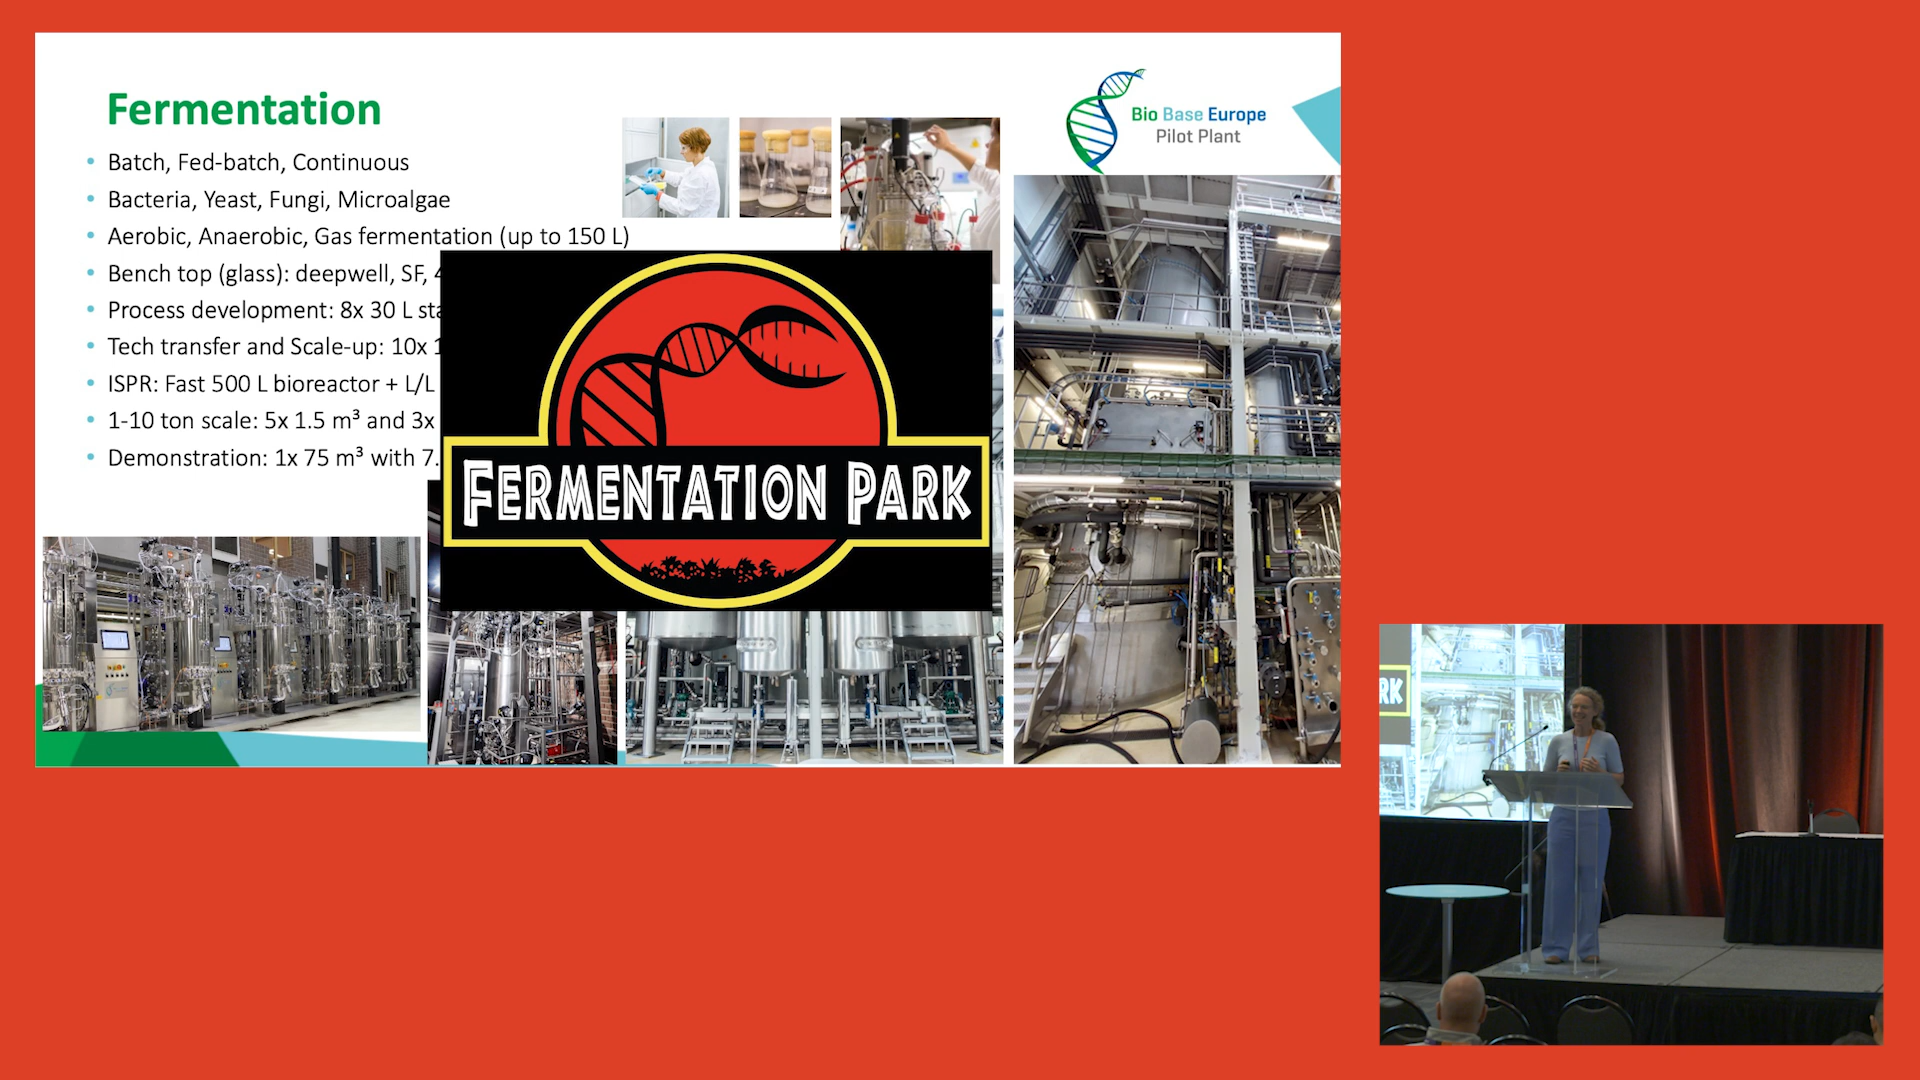 Fermentation
• Batch, Fed-batch, Continuous
• Bacteria, Yeast, Fungi, Microalgae
• Aerobic, Anaerobic, Gas fermentation (up to 150 L)
• Bench top (glass): deepwell, SF,
• Process development: 8x 30 L
• Tech transfer and Scale-up: 10x
• ISPR: Fast 500 L bioreactor + L/L
• 1-10 ton scale: 5x 1.5 m³ and 3x
• Demonstration: 1x 75 m³ with 7.
Bio Base Europe
Pilot Plant
FERMENTATION PARK
RK